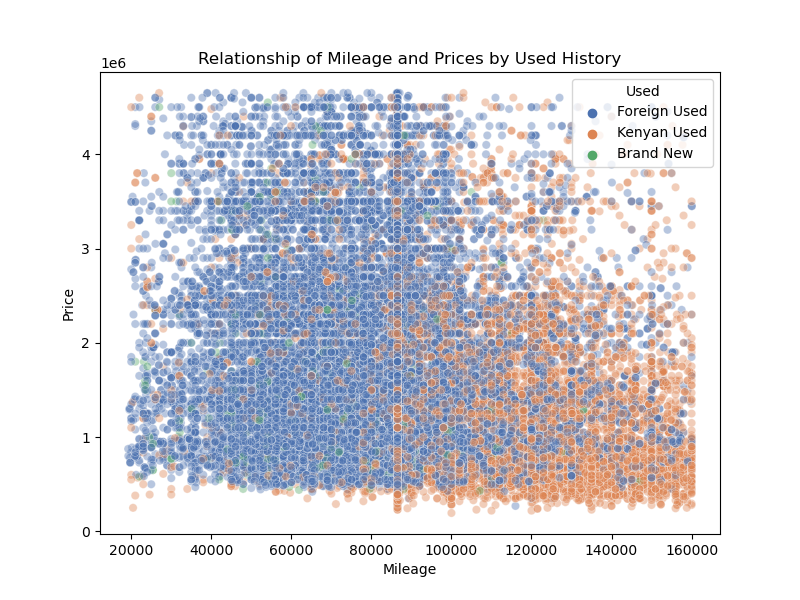 Relationship of Mileage and Prices by Used History
1e6
Used
Foreign Used
Kenyan Used
Brand New
4
3
2
1
0
Price
20000 40000 60000 80000 100000 120000 140000 160000
Mileage